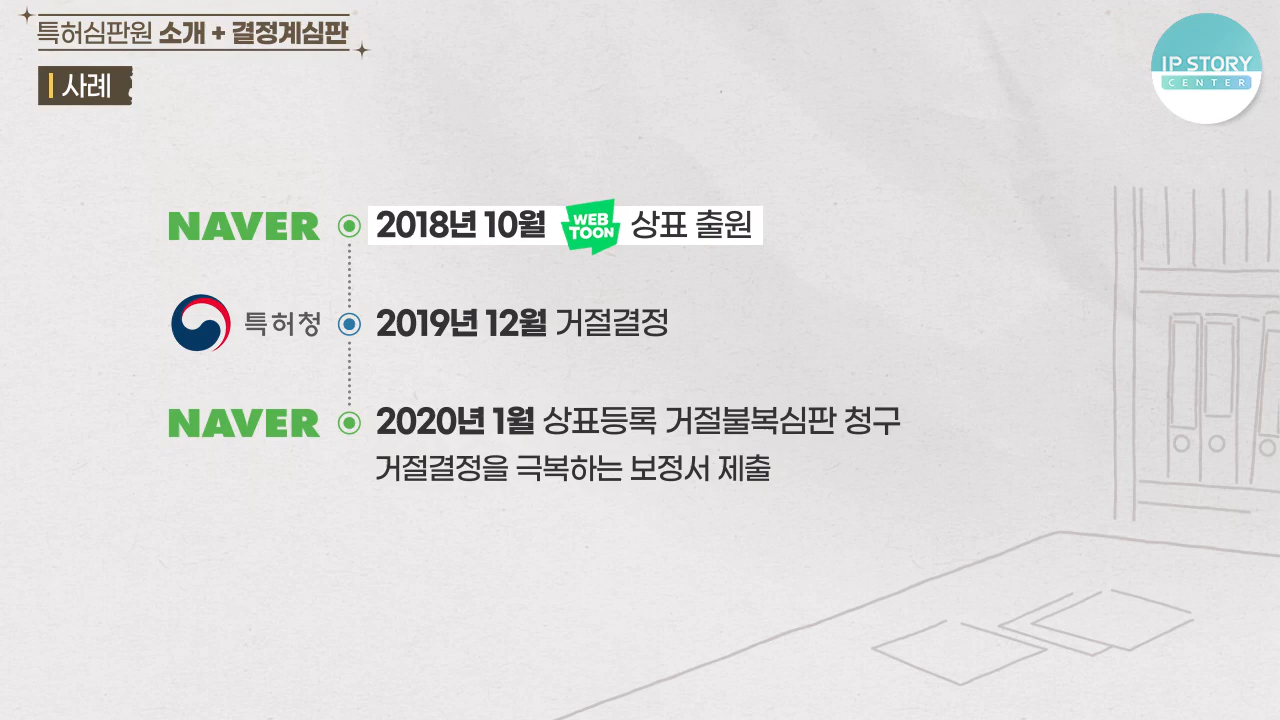 특허심판원 소개 + 결정계심판
사례
IP STORY
CENTER
NAVER 2018년 10월 WEB TOON 상표 출원
특허청 2019년 12월 거절결정
NAVER 2020년 1월 상표등록 거절불복심판 청구
거절결정을 극복하는 보정서 제출